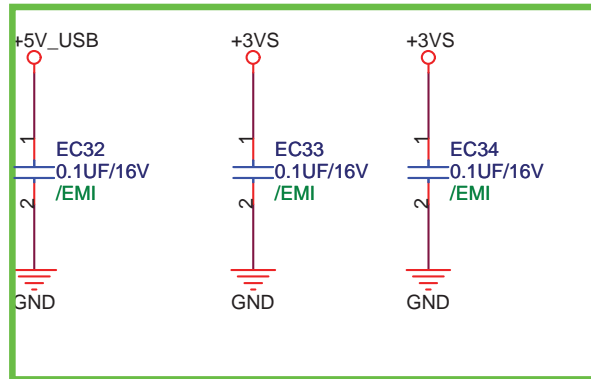 +5V_USB
1
EC32
0.1UF/16V
/EMI
2
GND
+3VS
1
EC33
0.1UF/16V
/EMI
2
GND
+3VS
1
EC34
0.1UF/16V
/EMI
2
GND